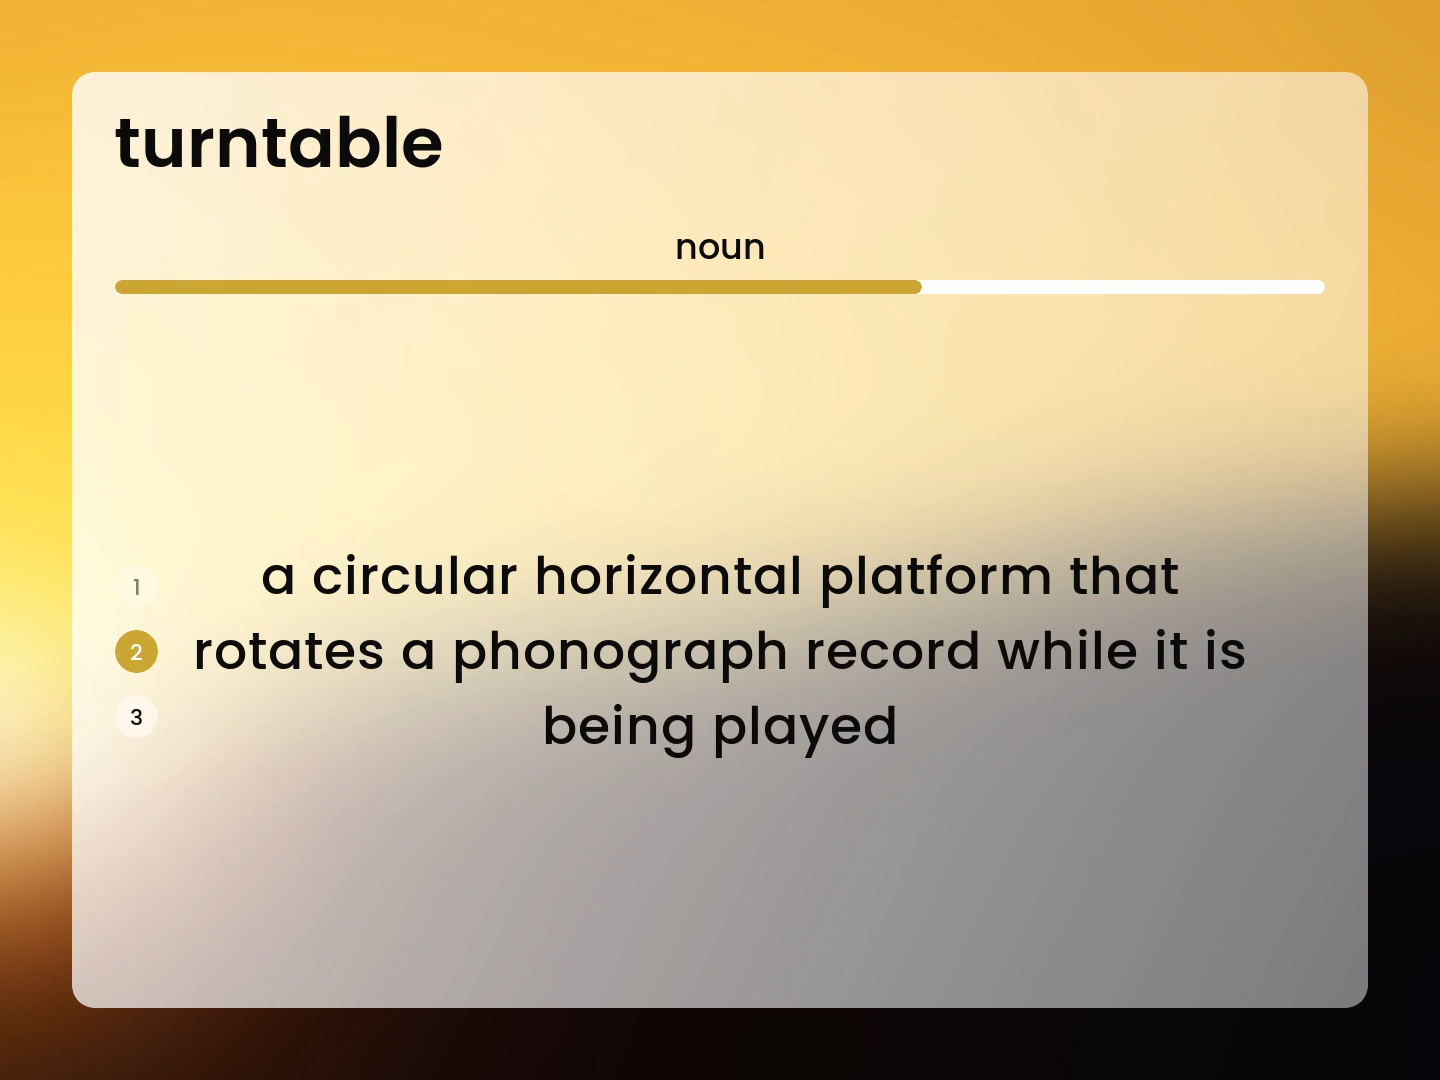 turntable
noun
1
2
3
a circular horizontal platform that
rotates a phonograph record while it is
being played